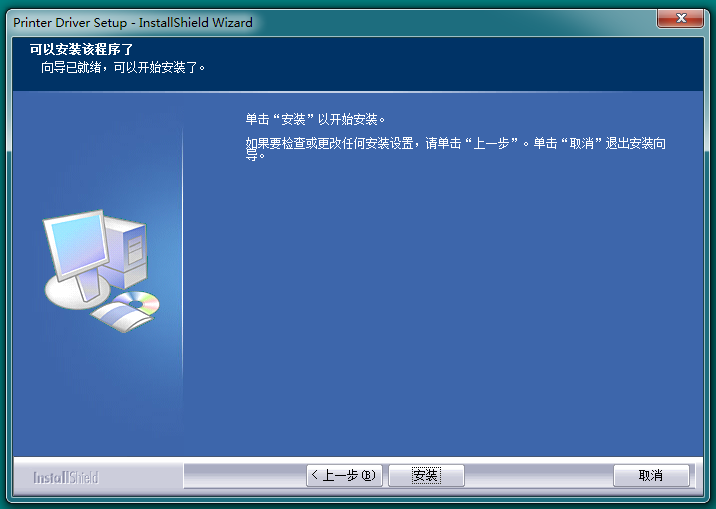 Printer Driver Setup - InstallShield Wizard
可以安装该程序了
向导已就绪，可以开始安装了。
单击“安装”以开始安装。
如果要检查或更改任何安装设置，请单击“上一步”。单击“取消”退出安装向
导。
InstallShield
< 上一步(B)
安装
取消